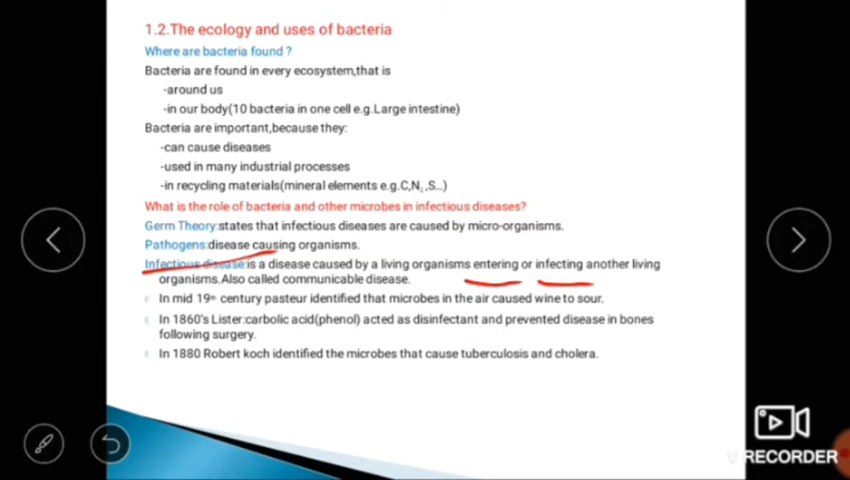 1.2.The ecology and uses of bacteria
Where are bacteria found ?
Bacteria are found in every ecosystem,that is
-around us
-in our body(10 bacteria in one cell e.g.Large intestine)
Bacteria are important,because they:
-can cause diseases
-used in many industrial processes
-in recycling materials(mineral elements e.g.C,N₂,S...)
What is the role of bacteria and other microbes in infectious diseases?
Germ Theory:states that infectious diseases are caused by micro-organisms.
Pathogens:disease causing organisms.
Infectious disease:is a disease caused by a living organisms entering or infecting another living
organisms.Also called communicable disease.
In mid 19ᵗʰ century pasteur identified that microbes in the air caused wine to sour.
In 1860's Lister:carbolic acid(phenol) acted as disinfectant and prevented disease in bones
following surgery.
In 1880 Robert koch identified the microbes that cause tuberculosis and cholera.
RECORDER